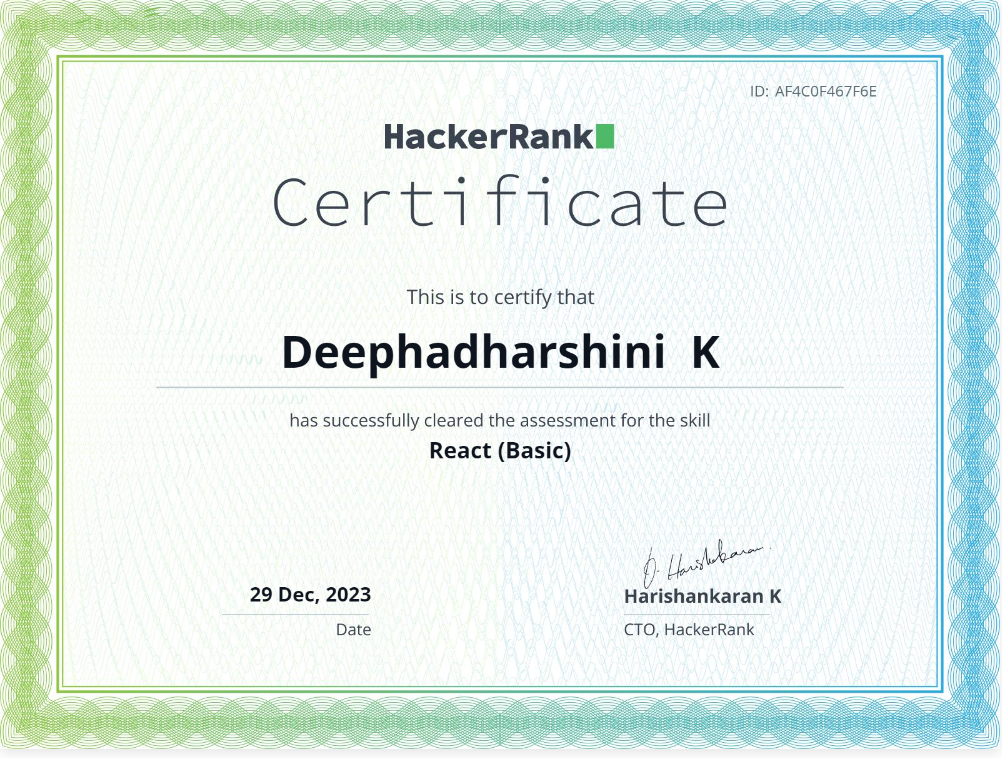 ID: AF4C0F467F6E
HackerRank
Certificate
This is to certify that
Deephadharshini K
has successfully cleared the assessment for the skill
React (Basic)
29 Dec, 2023
Date
Harishankaran
Harishankaran K
CTO, HackerRank